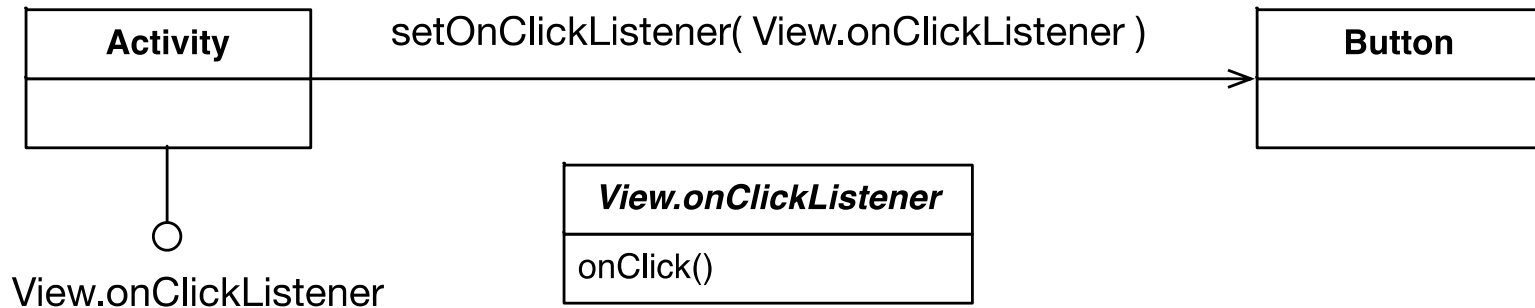 Activity
setOnClickListener( View.onClickListener )
Button
View.onClickListener
onClick()
View.onClickListener